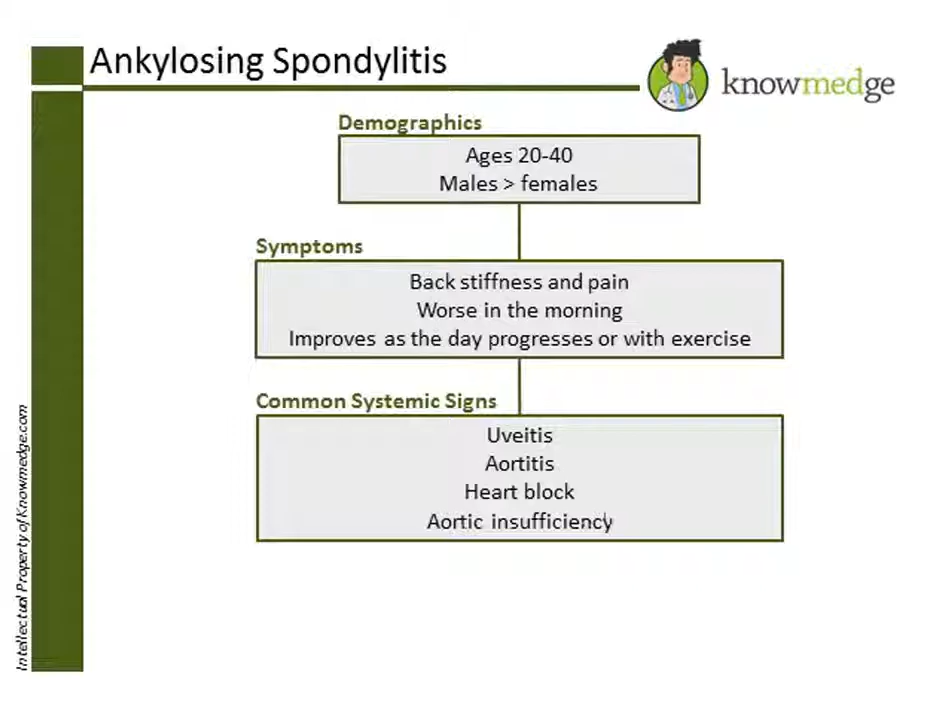 Ankylosing Spondylitis
knowmedge
Demographics
Ages 20-40
Males > females
Symptoms
Back stiffness and pain
Worse in the morning
Improves as the day progresses or with exercise
Common Systemic Signs
Uveitis
Aortitis
Heart block
Aortic insufficiency
Intellectual Property of Knowmedge.com